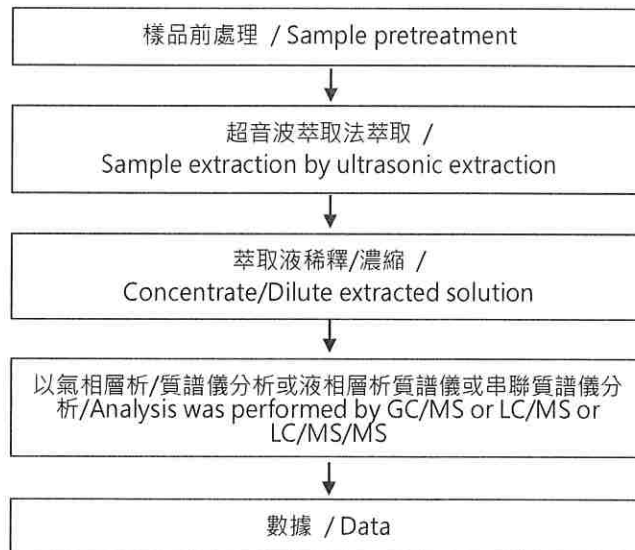 樣品前處理 / Sample pretreatment
超音波萃取法萃取 /
Sample extraction by ultrasonic extraction
萃取液稀釋/濃縮 /
Concentrate/Dilute extracted solution
以氣相層析/質譜儀分析或液相層析質譜儀或串聯質譜儀分
析/Analysis was performed by GC/MS or LC/MS or
LC/MS/MS
數據 / Data